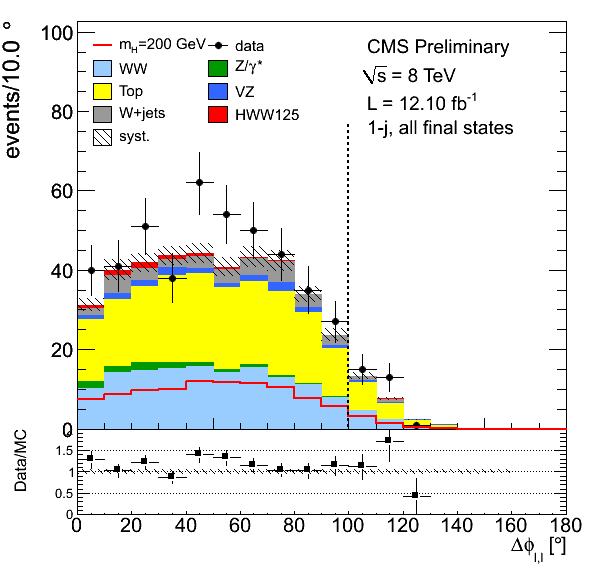 events/10.0 °
100
80
60
40
20
0
m_H=200 GeV
data
WW
Z/γ*
Top
VZ
W+jets
HWW125
syst.
CMS Preliminary
√s = 8 TeV
L = 12.10 fb⁻¹
1-j, all final states
Data/MC
2
1.5
1
0.5
0
0 20 40 60 80 100 120 140 160 180
Δϕ_l,l [°]